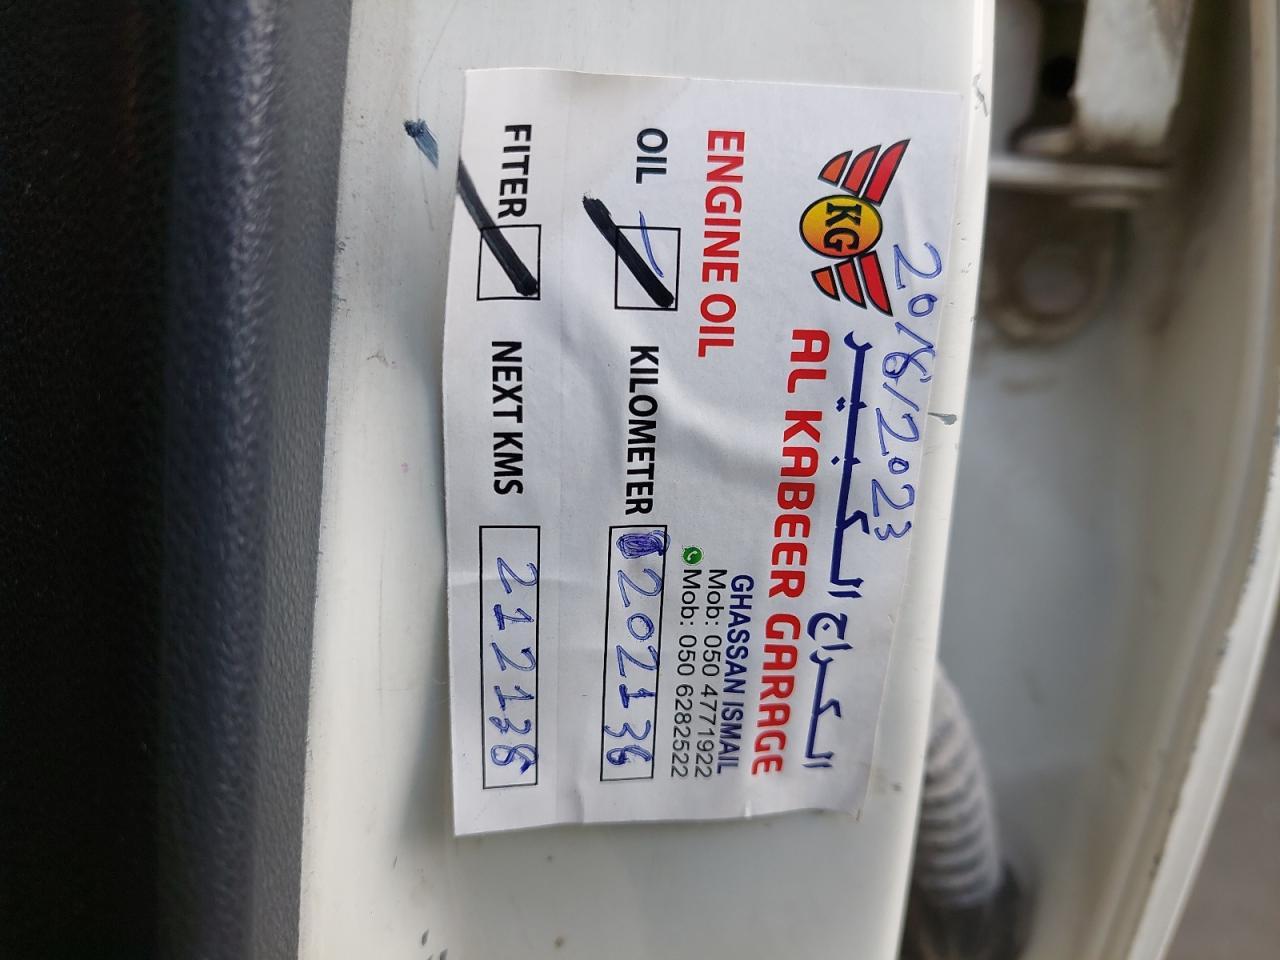 20/8/2023
KG
الكراج الكبير
AL KABEER GARAGE
GHASSAN ISMAIL
ENGINE OIL
Mob: 050 4771922
Mob: 050 6282522
OIL KILOMETER 202138
FITER NEXT KMS 212138